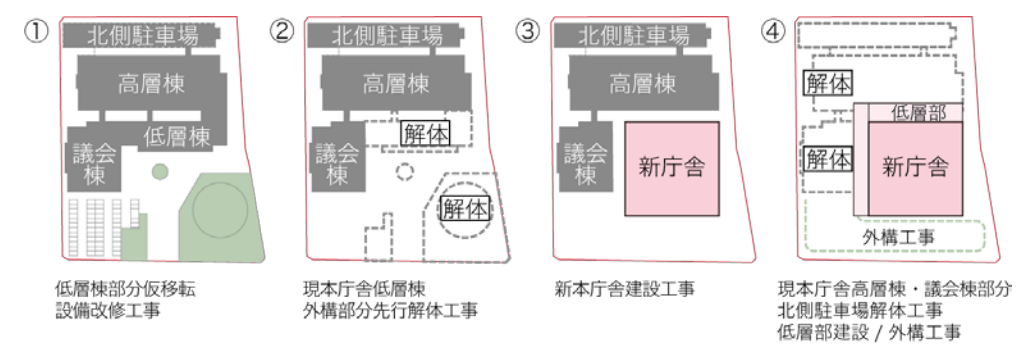 ①
北側駐車場
高層棟
低層棟
議会
棟
低層棟部分仮移転
設備改修工事
②
北側駐車場
高層棟
解体
議会
棟
解体
現本庁舎低層棟
外構部分先行解体工事
③
北側駐車場
高層棟
議会
棟
新庁舎
新本庁舎建設工事
④
解体
低層部
解体
新庁舎
外構工事
現本庁舎高層棟・議会棟部分
北側駐車場解体工事
低層部建設 / 外構工事